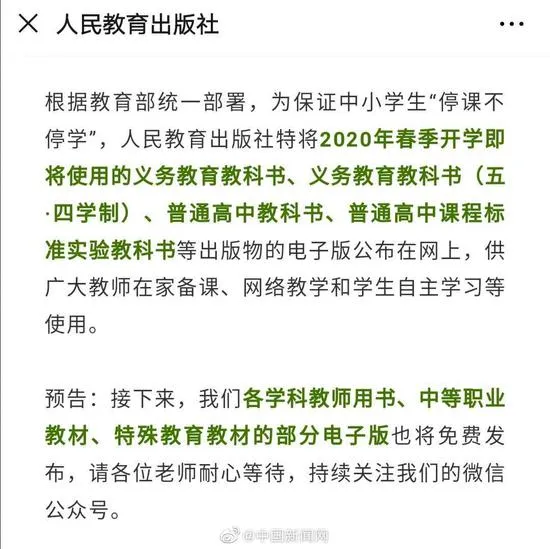 人民教育出版社
根据教育部统一部署，为保证中小学生“停课不
停学”，人民教育出版社特将2020年春季开学即
将使用的义务教育教科书、义务教育教科书（五
·四学制）、普通高中教科书、普通高中课程标
准实验教科书等出版物的电子版公布在网上，供
广大教师在家备课、网络教学和学生自主学习等
使用。
预告：接下来，我们各学科教师用书、中等职业
教材、特殊教育教材的部分电子版也将免费发
布，请各位老师耐心等待，持续关注我们的微信
公众号。
@中国新闻网